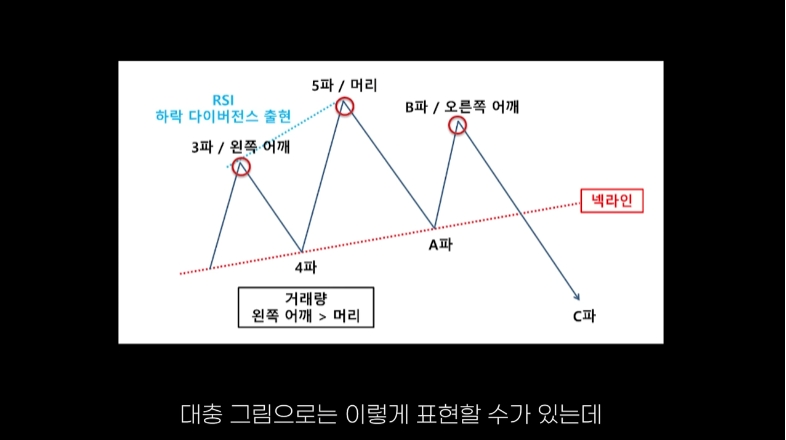 5파 / 머리
RSI
하락 다이버전스 출현
B파 / 오른쪽 어깨
3파 / 왼쪽 어깨
넥라인
A파
4파
거래량
왼쪽 어깨 > 머리
C파
대충 그림으로는 이렇게 표현할 수가 있는데